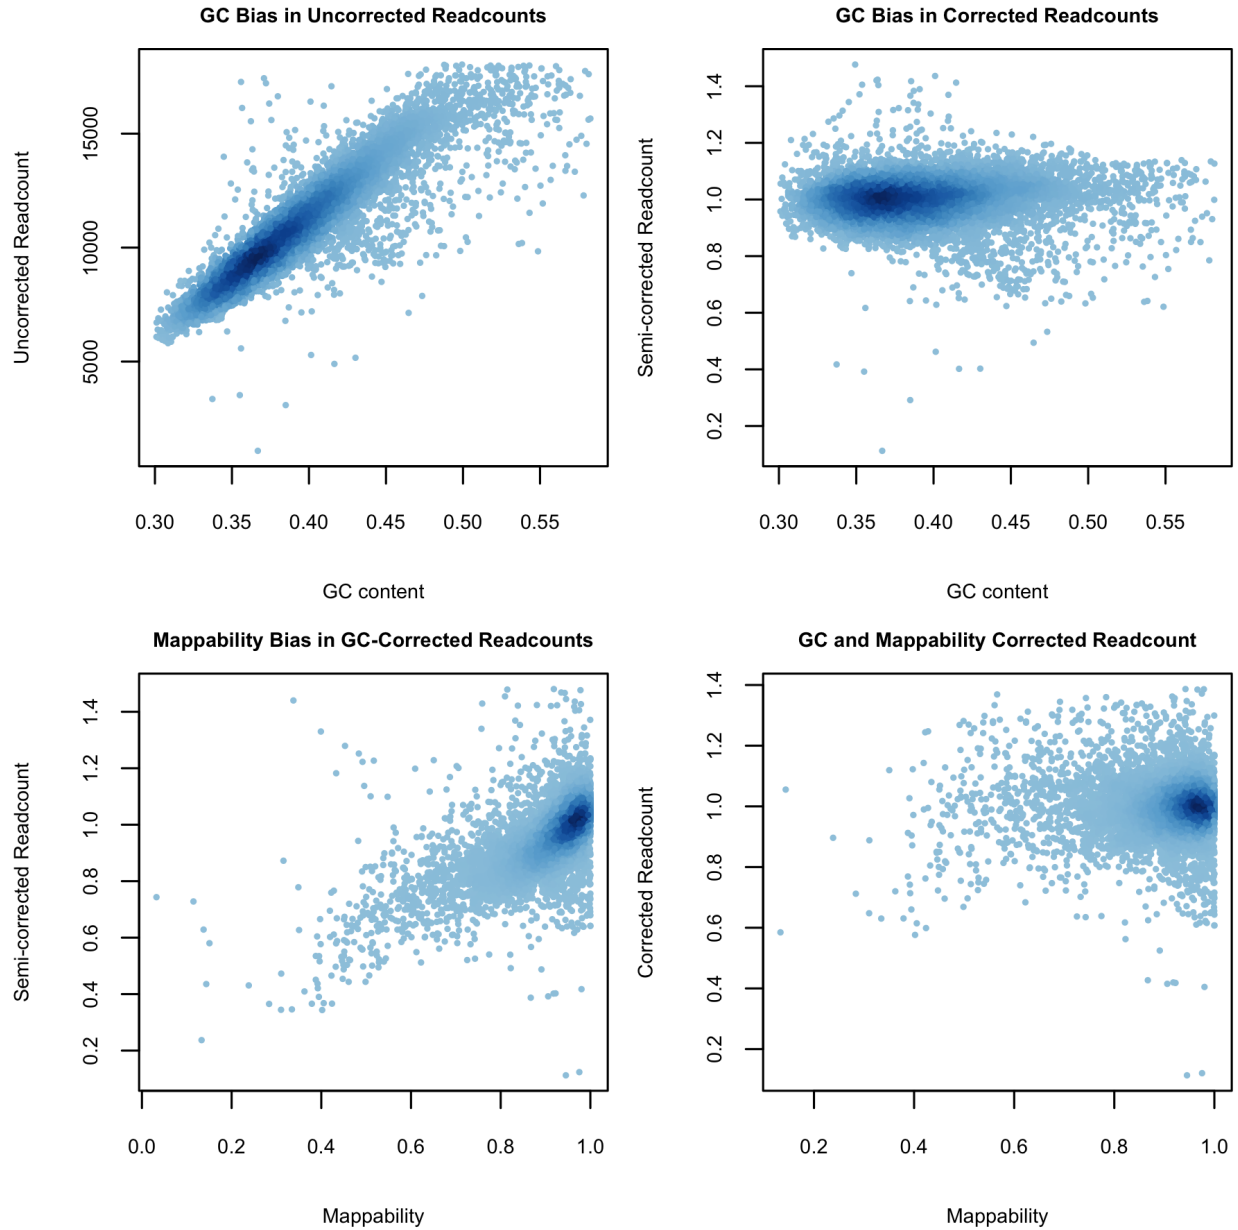 GC Bias in Uncorrected Readcounts
Uncorrected Readcount
15000
10000
5000
0.30 0.35 0.40 0.45 0.50 0.55
GC content
GC Bias in Corrected Readcounts
Semi-corrected Readcount
1.4
1.2
1.0
0.8
0.6
0.4
0.2
0.30 0.35 0.40 0.45 0.50 0.55
GC content
Mappability Bias in GC-Corrected Readcounts
Semi-corrected Readcount
1.4
1.2
1.0
0.8
0.6
0.4
0.2
0.0 0.2 0.4 0.6 0.8 1.0
Mappability
GC and Mappability Corrected Readcount
Corrected Readcount
1.4
1.2
1.0
0.8
0.6
0.4
0.2
0.2 0.4 0.6 0.8 1.0
Mappability